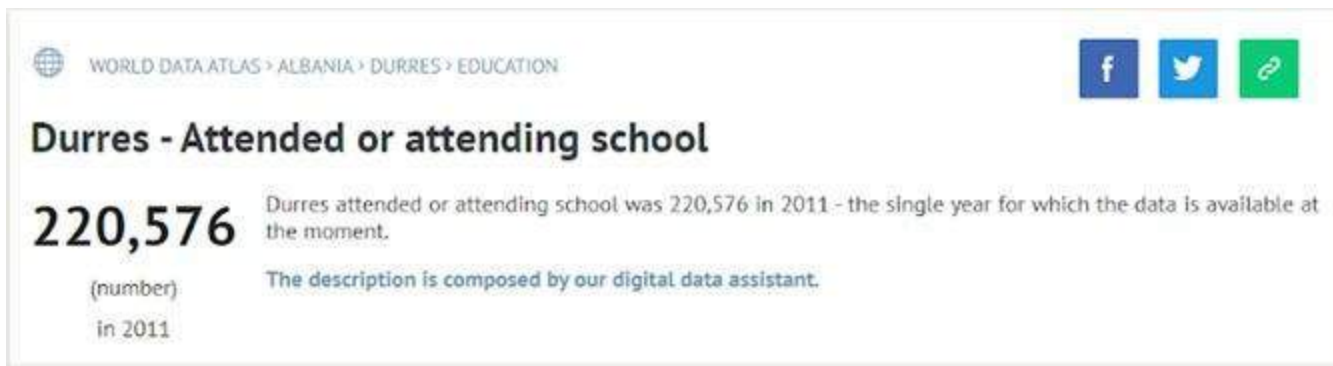 WORLD DATA ATLAS › ALBANIA › DURRES › EDUCATION
Durres - Attended or attending school
220,576
(number)
in 2011
Durres attended or attending school was 220,576 in 2011 - the single year for which the data is available at
the moment.
The description is composed by our digital data assistant.